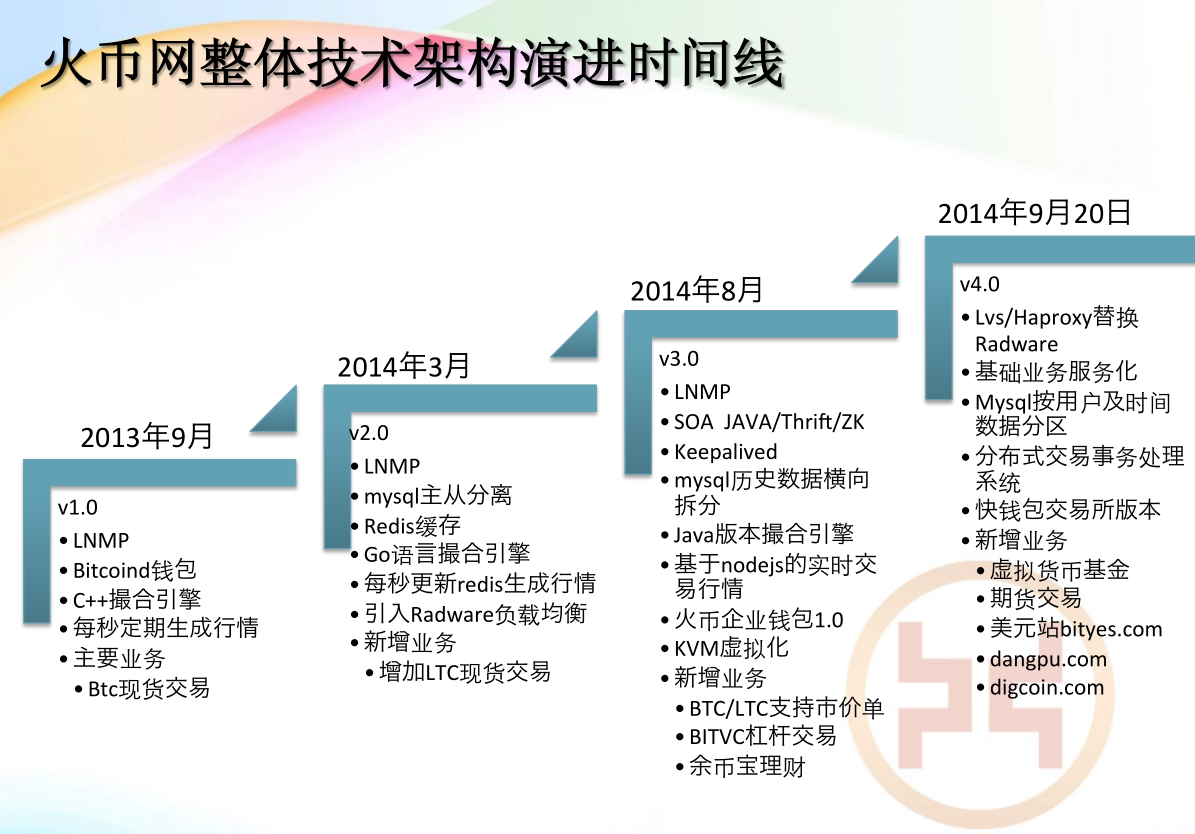 火币网整体技术架构演进时间线
2013年9月
v1.0
• LNMP
• Bitcoind钱包
• C++撮合引擎
• 每秒定期生成行情
• 主要业务
• Btc现货交易
2014年3月
v2.0
• LNMP
• mysql主从分离
• Redis缓存
• Go语言撮合引擎
• 每秒更新redis生成行情
• 引入Radware负载均衡
• 新增业务
• 增加LTC现货交易
2014年8月
v3.0
• LNMP
• SOA JAVA/Thrift/ZK
• Keepalived
• mysql历史数据横向
拆分
• Java版本撮合引擎
• 基于nodejs的实时交
易行情
• 火币企业钱包1.0
• KVM虚拟化
• 新增业务
• BTC/LTC支持市价单
• BITVC杠杆交易
• 余币宝理财
2014年9月20日
v4.0
• Lvs/Haproxy替换
Radware
• 基础业务服务化
• Mysql按用户及时间
数据分区
• 分布式交易事务处理
系统
• 快钱包交易所版本
• 新增业务
• 虚拟货币基金
• 期货交易
• 美元站bityes.com
• dangpu.com
• digcoin.com